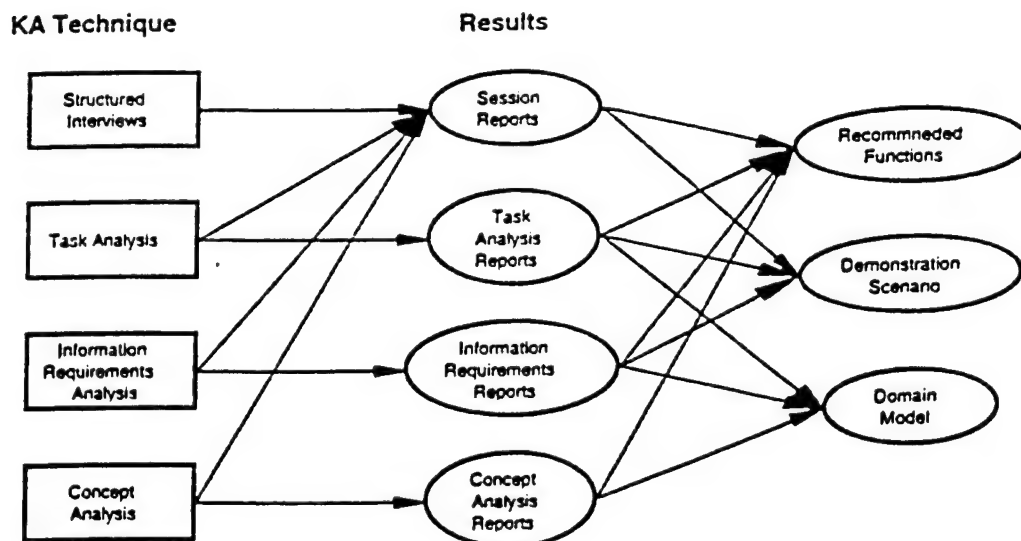 KA Technique
Results
Structured
Interviews
Task Analysis
Information
Requirements
Analysis
Concept
Analysis
Session
Reports
Task
Analysis
Reports
Information
Requirements
Reports
Concept
Analysis
Reports
Recommneded
Functions
Demonstration
Scenario
Domain
Model